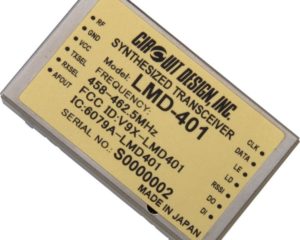 RF
GND
VCC
TXSEL
RXSEL
AFOUT
CIRCUIT DESIGN, INC.
SYNTHESIZED TRANSCEIVER
Model: LMD-401
FREQUENCY:
458-462.5MHz
FCC ID:V9X-LMD401
IC:6079A-LMD401
SERIAL NO.:
S0000002
MADE IN JAPAN
CLK
DATA
LE
LD
RSSI
DO
DI